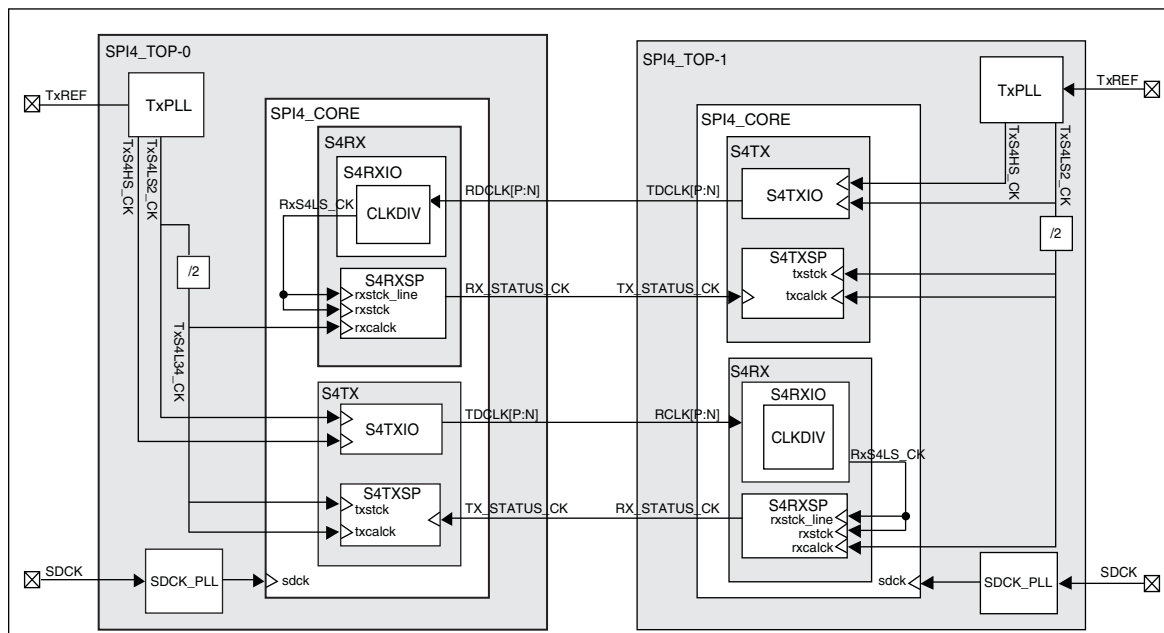 SPI4_TOP-0
TxREF
TxPLL
TxS4HS_CK
TxS4LS2_CK
/2
TxS4L34_CK
SPI4_CORE
S4RX
S4RXIO
CLKDIV
RxS4LS_CK
S4RXSP
rxstck_line
rxstck
rxcalck
S4TX
S4TXIO
S4TXSP
txstck
txcalck
SDCK
SDCK_PLL
sdck
RDCLK[P:N]
TDCLK[P:N]
RX_STATUS_CK
TX_STATUS_CK
TDCLK[P:N]
RCLK[P:N]
TX_STATUS_CK
RX_STATUS_CK
SPI4_TOP-1
TxREF
TxPLL
TxS4HS_CK
TxS4LS2_CK
/2
SPI4_CORE
S4TX
S4TXIO
S4TXSP
txstck
txcalck
S4RX
S4RXIO
CLKDIV
RxS4LS_CK
S4RXSP
rxstck_line
rxstck
rxcalck
sdck
SDCK_PLL
SDCK